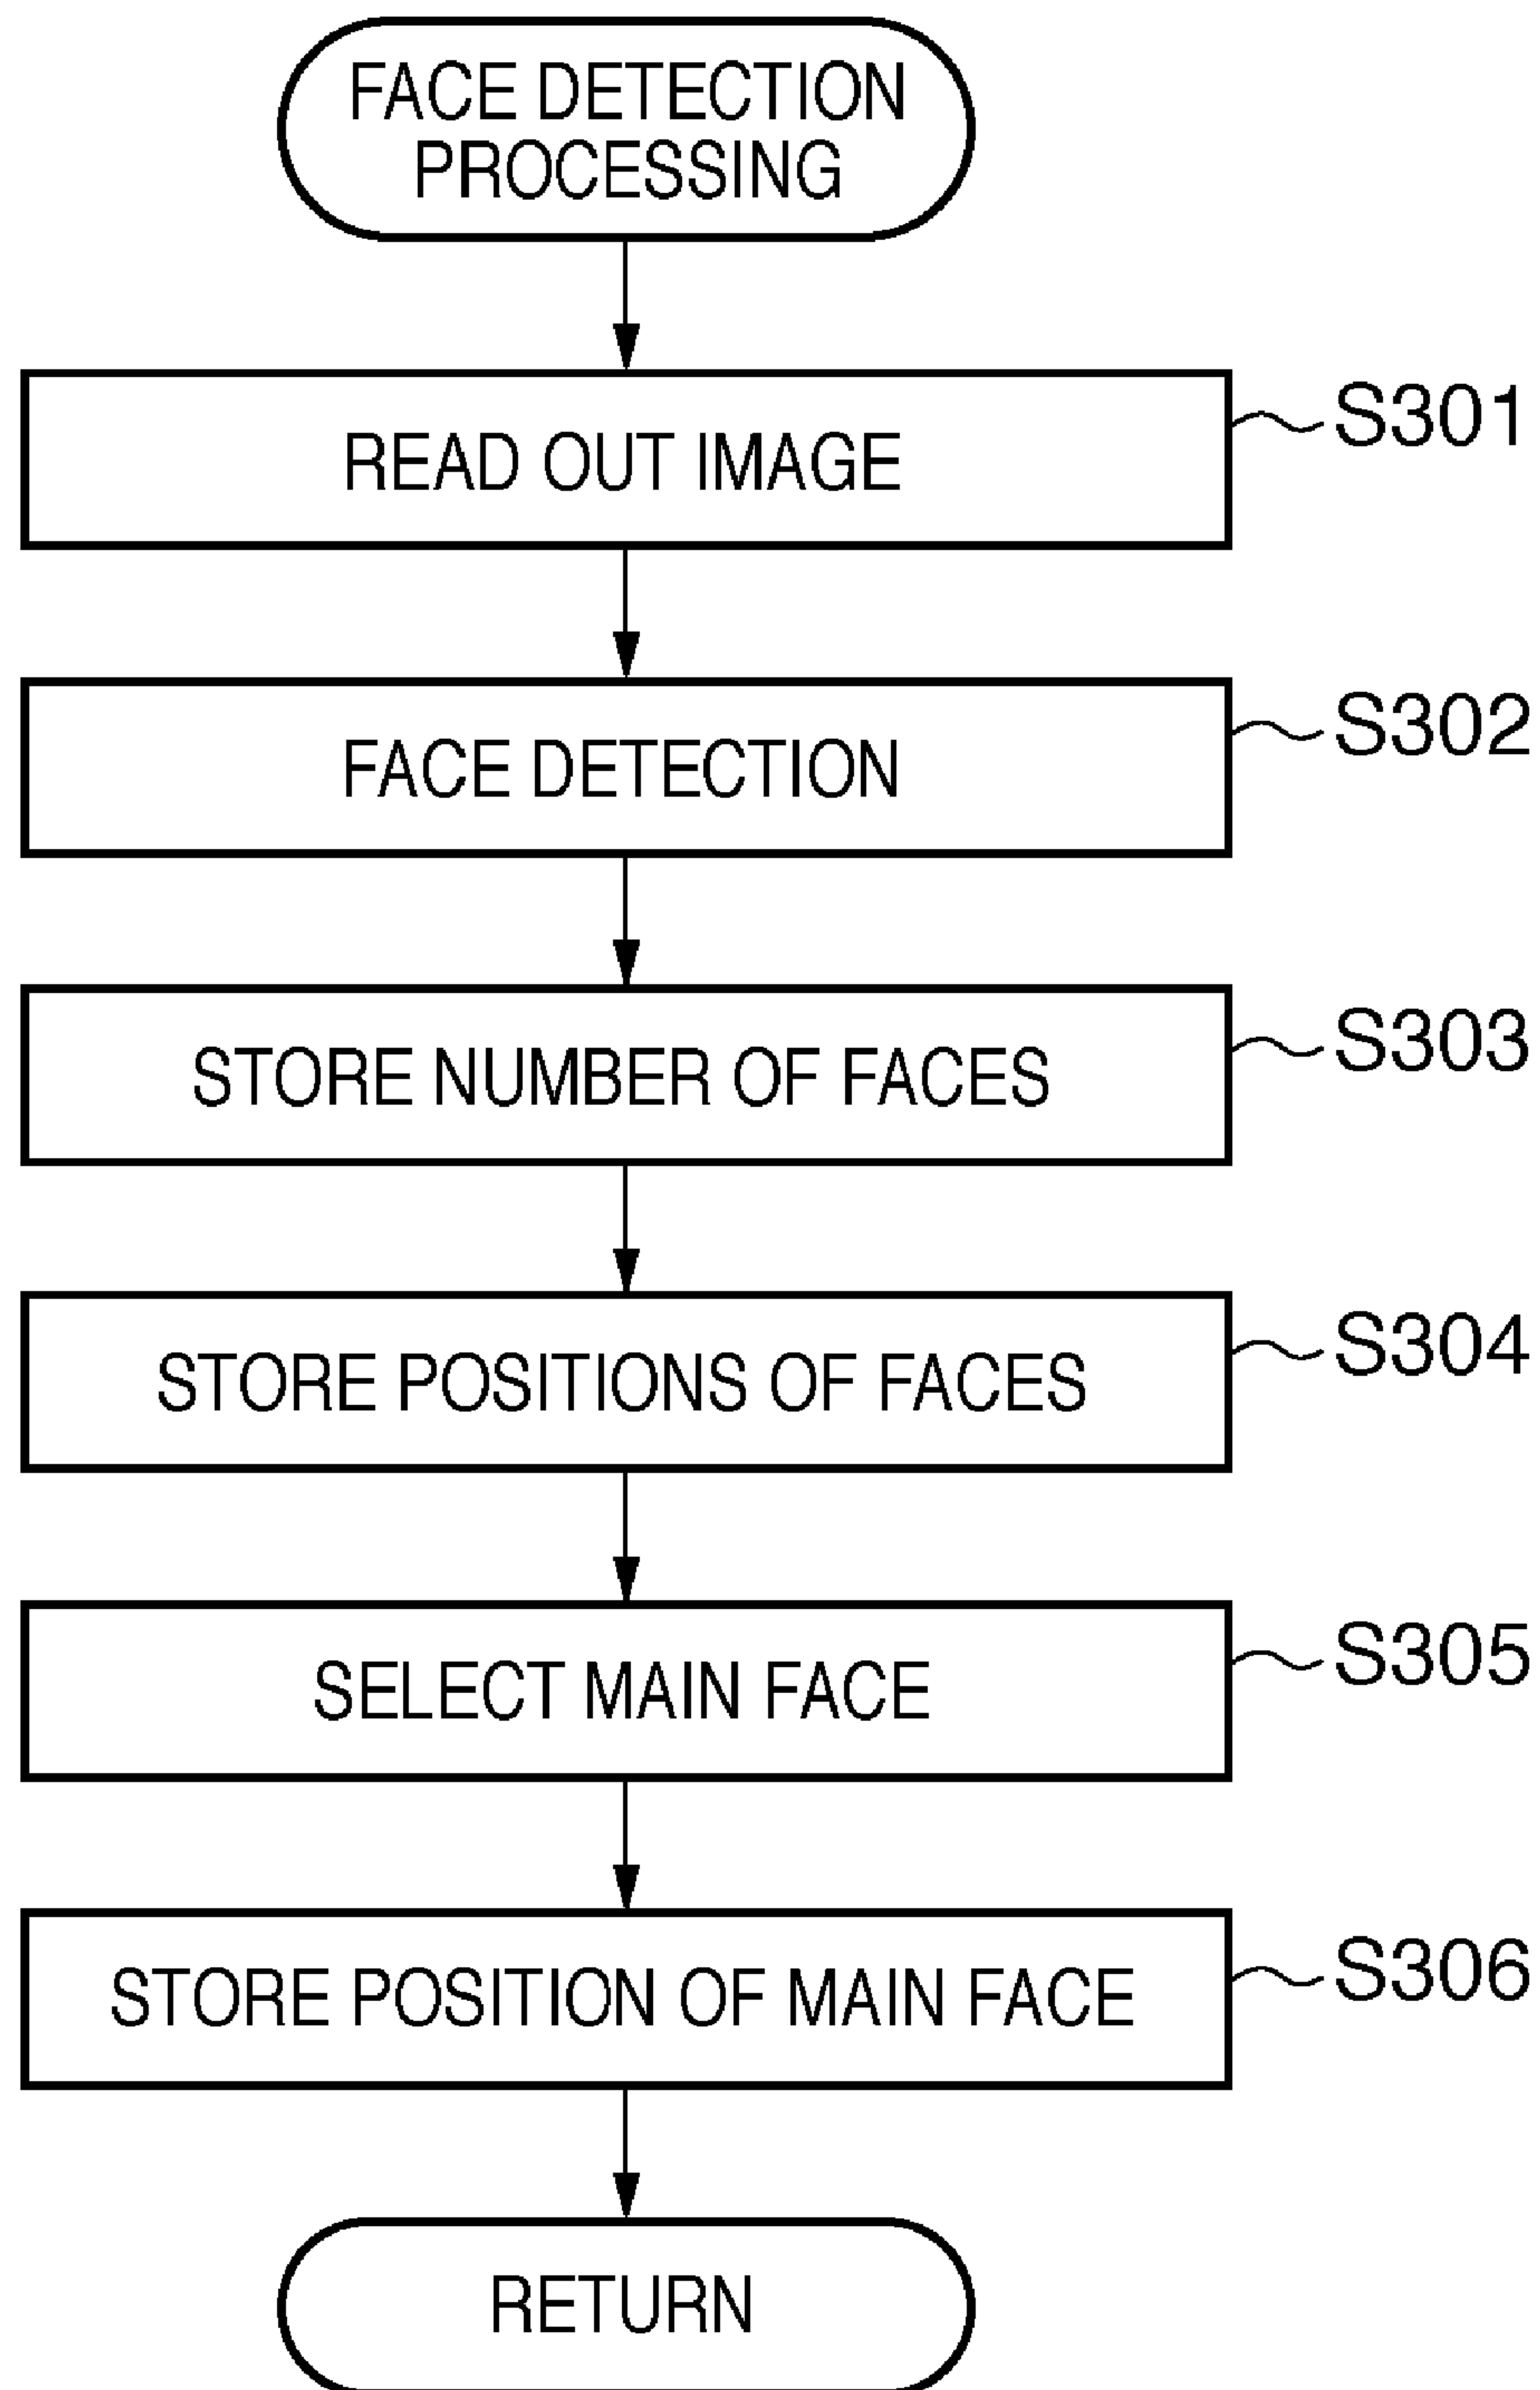 FACE DETECTION
PROCESSING
READ OUT IMAGE
S301
FACE DETECTION
S302
STORE NUMBER OF FACES
S303
STORE POSITIONS OF FACES
S304
SELECT MAIN FACE
S305
STORE POSITION OF MAIN FACE
S306
RETURN